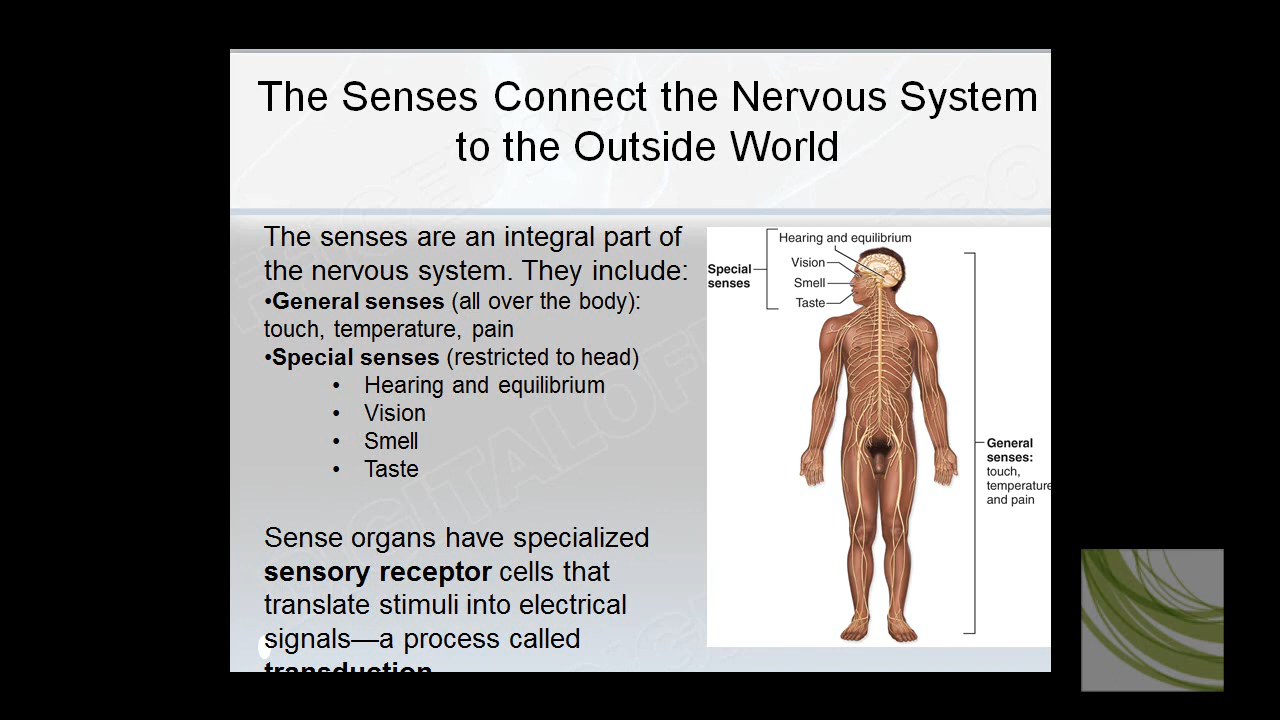 The Senses Connect the Nervous System
to the Outside World
The senses are an integral part of
the nervous system. They include:
•General senses (all over the body):
touch, temperature, pain
•Special senses (restricted to head)
• Hearing and equilibrium
• Vision
• Smell
• Taste
Sense organs have specialized
sensory receptor cells that
translate stimuli into electrical
signals—a process called
transduction
Special
senses
Hearing and equilibrium
Vision
Smell
Taste
General
senses:
touch,
temperature
and pain